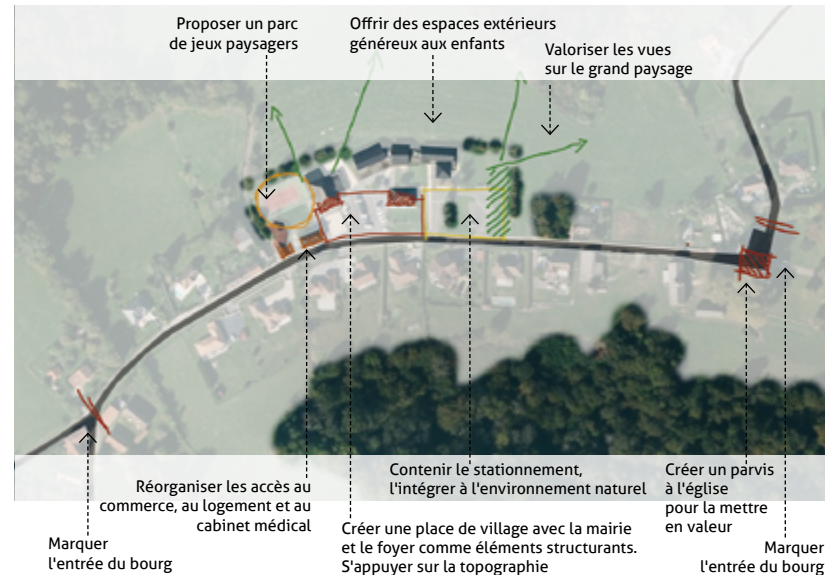 Proposer un parc
de jeux paysagers
Offrir des espaces extérieurs
généreux aux enfants
Valoriser les vues
sur le grand paysage
Réorganiser les accès au
commerce, au logement et au
cabinet médical
Contenir le stationnement,
l'intégrer à l'environnement naturel
Créer un parvis
à l'église
pour la mettre
en valeur
Marquer
l'entrée du bourg
Créer une place de village avec la mairie
et le foyer comme éléments structurants.
S'appuyer sur la topographie
Marquer
l'entrée du bourg